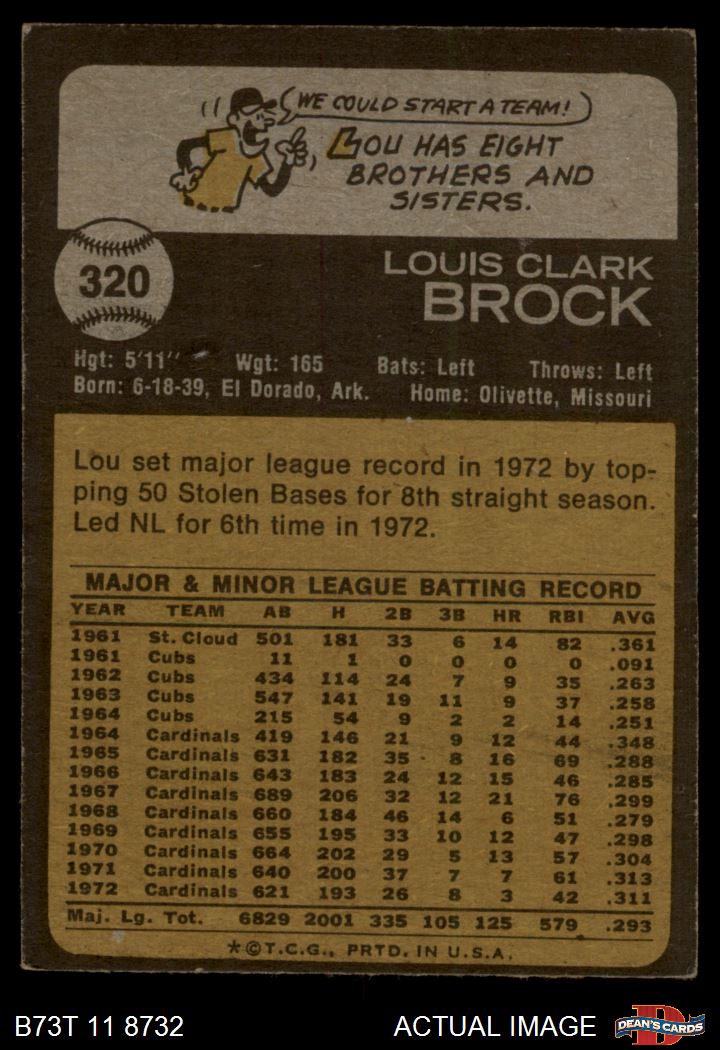 WE COULD START A TEAM!
LOU HAS EIGHT
BROTHERS AND
SISTERS.
320
LOUIS CLARK
BROCK
Hgt: 5'11" Wgt: 165 Bats: Left Throws: Left
Born: 6-18-39, El Dorado, Ark. Home: Olivette, Missouri
Lou set major league record in 1972 by top-
ping 50 Stolen Bases for 8th straight season.
Led NL for 6th time in 1972.
MAJOR & MINOR LEAGUE BATTING RECORD
YEAR TEAM AB H 2B 3B HR RBI AVG
1961 St. Cloud 501 181 33 6 14 82 .361
1961 Cubs 11 1 0 0 0 0 .091
1962 Cubs 434 114 24 7 9 35 .263
1963 Cubs 547 141 19 11 9 37 .258
1964 Cubs 215 54 9 2 2 14 .251
1964 Cardinals 419 146 21 9 12 44 .348
1965 Cardinals 631 182 35 8 16 69 .288
1966 Cardinals 643 183 24 12 15 46 .285
1967 Cardinals 689 206 32 12 21 76 .299
1968 Cardinals 660 184 46 14 6 51 .279
1969 Cardinals 655 195 33 10 12 47 .298
1970 Cardinals 664 202 29 5 13 57 .304
1971 Cardinals 640 200 37 7 7 61 .313
1972 Cardinals 621 193 26 8 3 42 .311
Maj. Lg. Tot. 6829 2001 335 105 125 579 .293
*©T.C.G., PRTD. IN U.S.A.
B73T 11 8732 ACTUAL IMAGE D DEAN'S CARDS